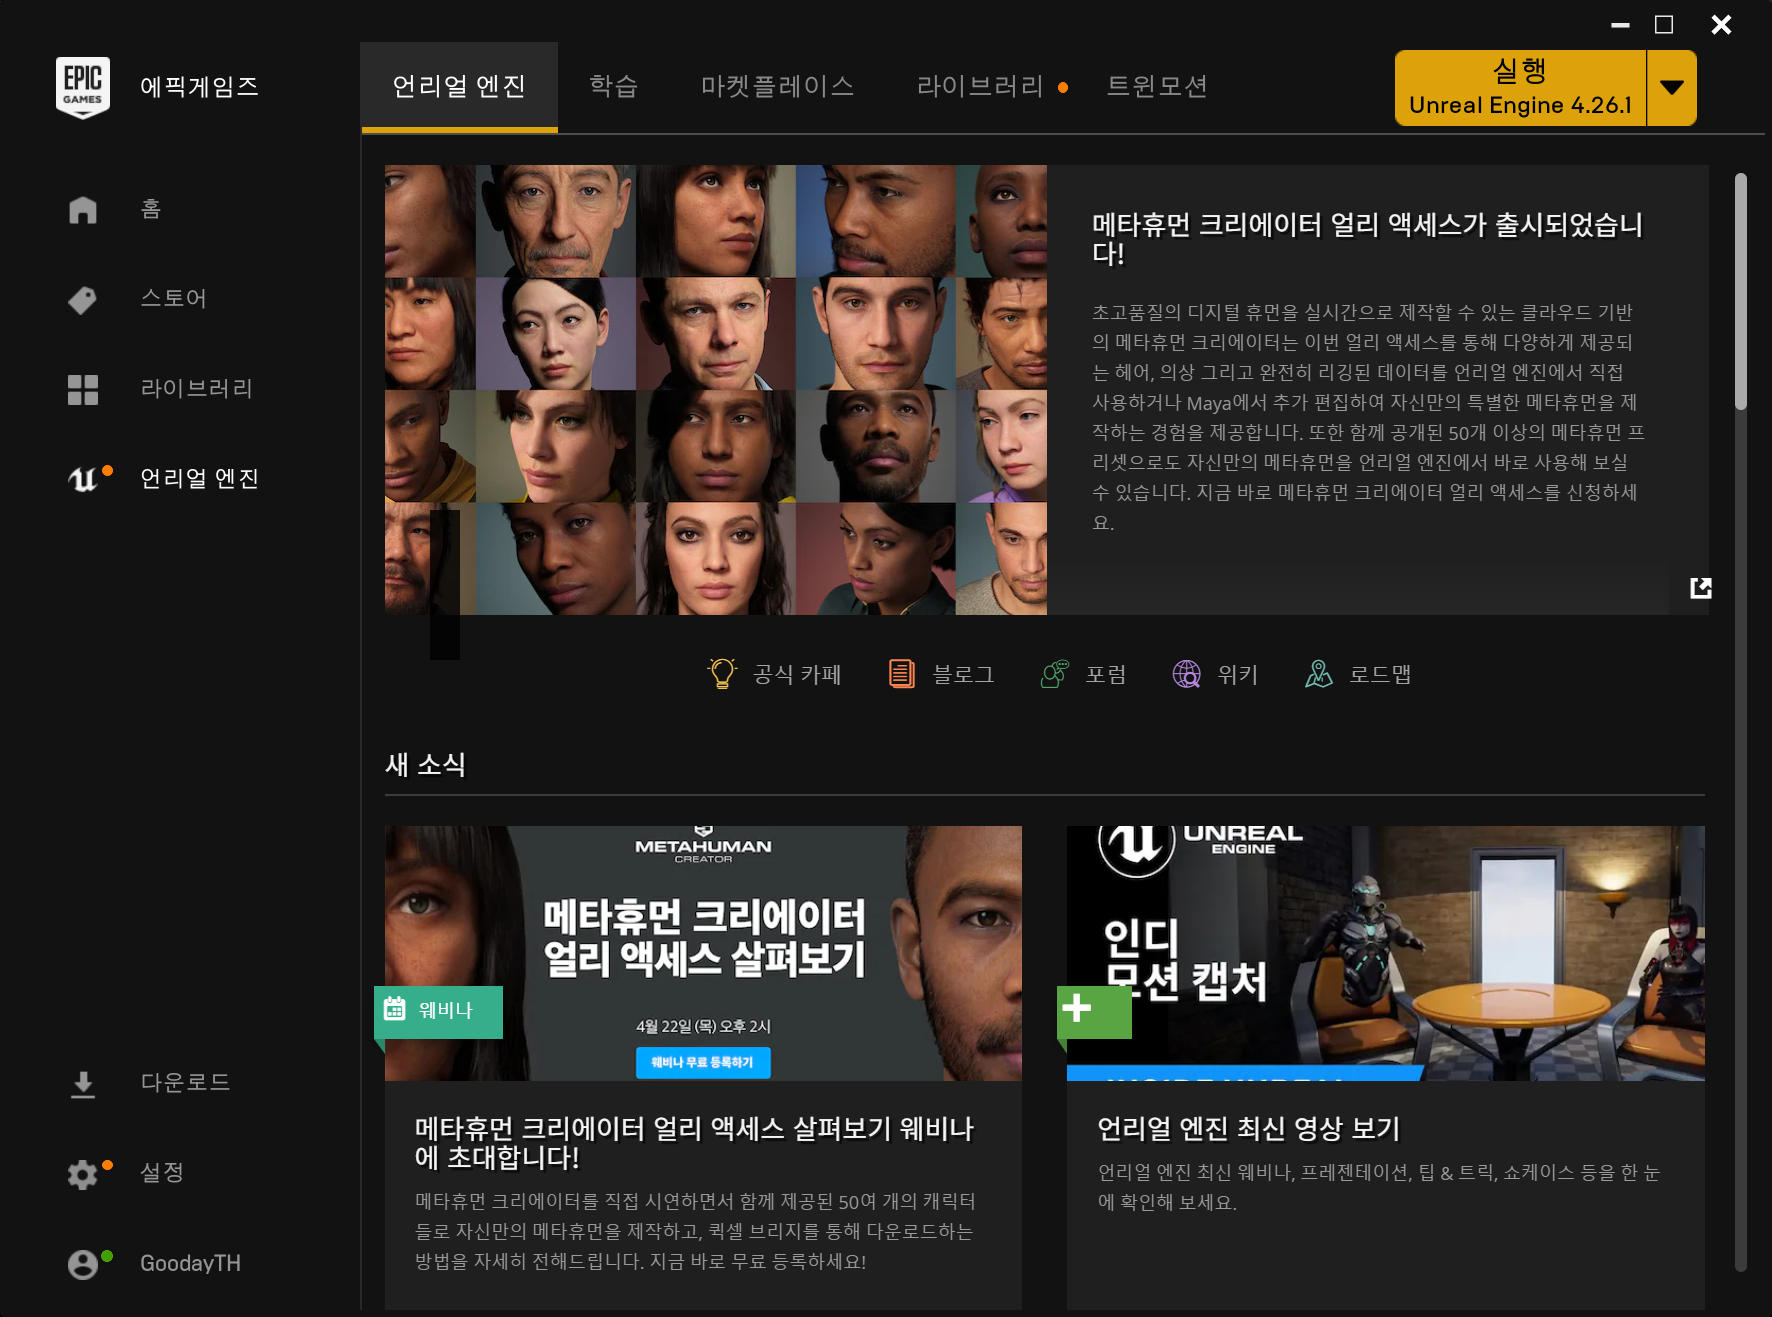 EPIC
GAMES
에픽게임즈
언리얼 엔진
학습
마켓플레이스
라이브러리
트윈모션
실행
Unreal Engine 4.26.1
홈
스토어
라이브러리
언리얼 엔진
메타휴먼 크리에이터 얼리 액세스가 출시되었습니
다!
초고품질의 디지털 휴먼을 실시간으로 제작할 수 있는 클라우드 기반
의 메타휴먼 크리에이터는 이번 얼리 액세스를 통해 다양하게 제공되
는 헤어, 의상 그리고 완전히 리깅된 데이터를 언리얼 엔진에서 직접
사용하거나 Maya에서 추가 편집하여 자신만의 특별한 메타휴먼을 제
작하는 경험을 제공합니다. 또한 함께 공개된 50개 이상의 메타휴먼 프
리셋으로도 자신만의 메타휴먼을 언리얼 엔진에서 바로 사용해 보실
수 있습니다. 지금 바로 메타휴먼 크리에이터 얼리 액세스를 신청하세
요.
공식 카페
블로그
포럼
위키
로드맵
새 소식
METAHUMAN
CREATOR
메타휴먼 크리에이터
얼리 액세스 살펴보기
웨비나
4월 22일(목) 오후 2시
웨비나 무료 등록하기
메타휴먼 크리에이터 얼리 액세스 살펴보기 웨비나
에 초대합니다!
메타휴먼 크리에이터를 직접 시연하면서 함께 제공된 50여 개의 캐릭터
들로 자신만의 메타휴먼을 제작하고, 퀵셀 브리지를 통해 다운로드하는
방법을 자세히 전해드립니다. 지금 바로 무료 등록하세요!
UNREAL
ENGINE
인디
모션 캡처
INSIDE UNREAL
언리얼 엔진 최신 영상 보기
언리얼 엔진 최신 웨비나, 프레젠테이션, 팁 & 트릭, 쇼케이스 등을 한 눈
에 확인해 보세요.
다운로드
설정
GoodayTH